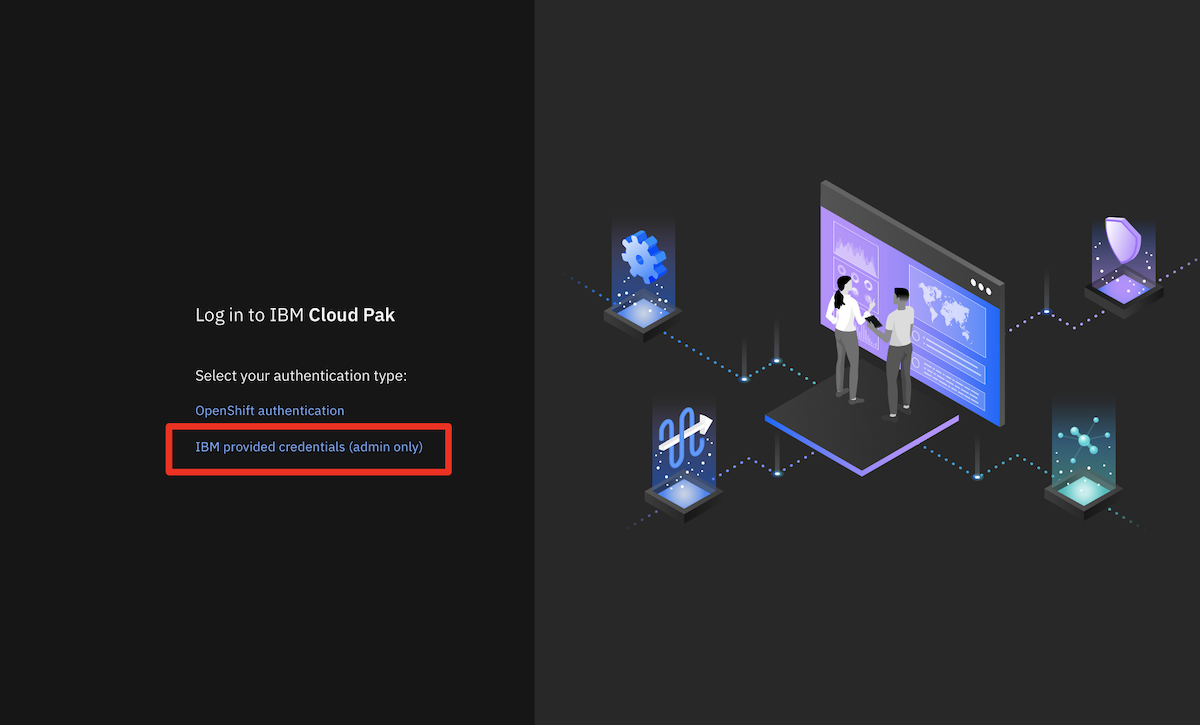 Log in to IBM Cloud Pak
Select your authentication type:
OpenShift authentication
IBM provided credentials (admin only)